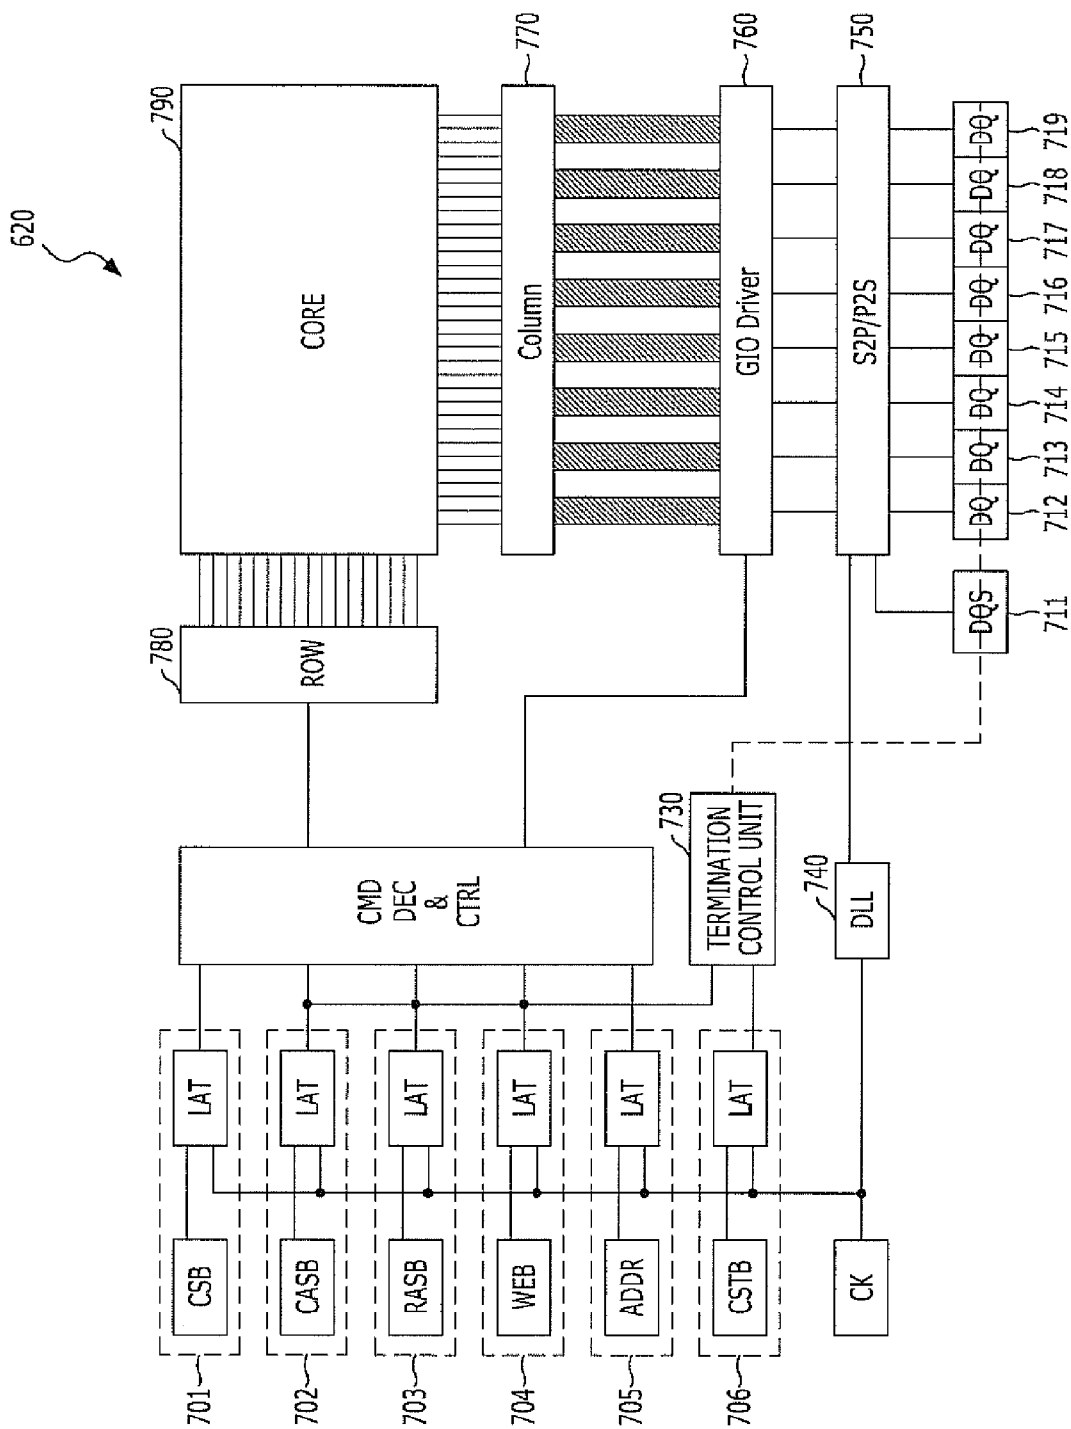 620
790
CORE
780
ROW
770
Column
760
GIO Driver
750
S2P/P2S
DQS
DQ
DQ
DQ
DQ
DQ
DQ
DQ
DQ
711
712
713
714
715
716
717
718
719
CMD
DEC
&
CTRL
730
TERMINATION
CONTROL UNIT
740
DLL
701
CSB
LAT
702
CASB
LAT
703
RASB
LAT
704
WEB
LAT
705
ADDR
LAT
706
CSTB
LAT
CK